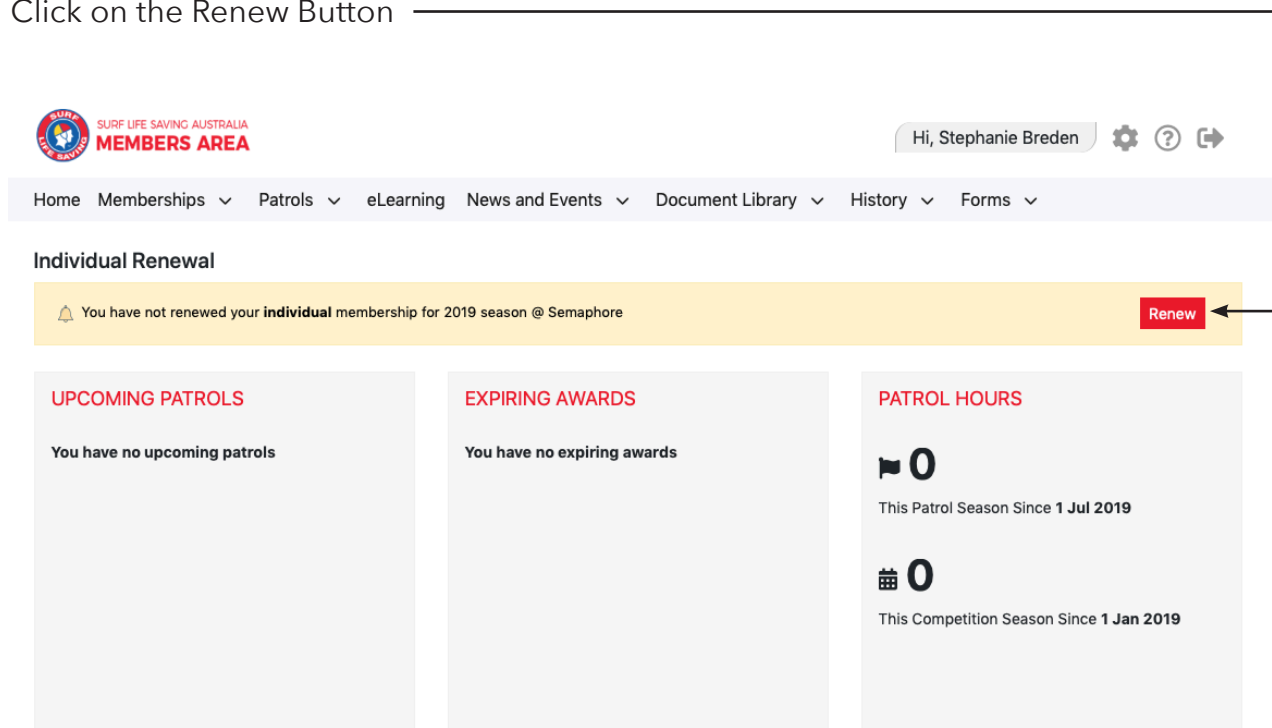 Click on the Renew Button
SURF LIFE SAVING
SURF LIFE SAVING AUSTRALIA
MEMBERS AREA
Hi, Stephanie Breden
Home Memberships Patrols eLearning News and Events Document Library History Forms
Individual Renewal
You have not renewed your individual membership for 2019 season @ Semaphore
Renew
UPCOMING PATROLS
You have no upcoming patrols
EXPIRING AWARDS
You have no expiring awards
PATROL HOURS
0
This Patrol Season Since 1 Jul 2019
0
This Competition Season Since 1 Jan 2019